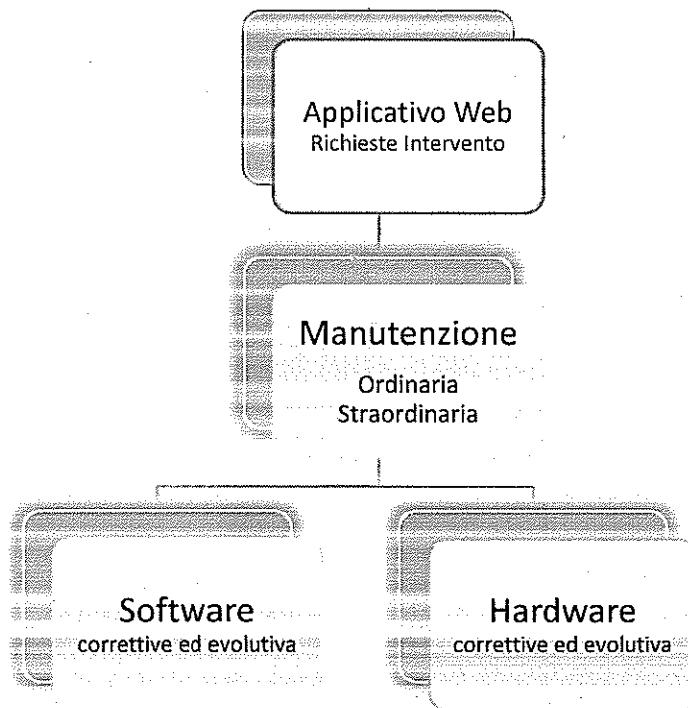 Applicativo Web
Richieste Intervento
Manutenzione
Ordinaria
Straordinaria
Software
correttive ed evolutiva
Hardware
correttive ed evolutiva